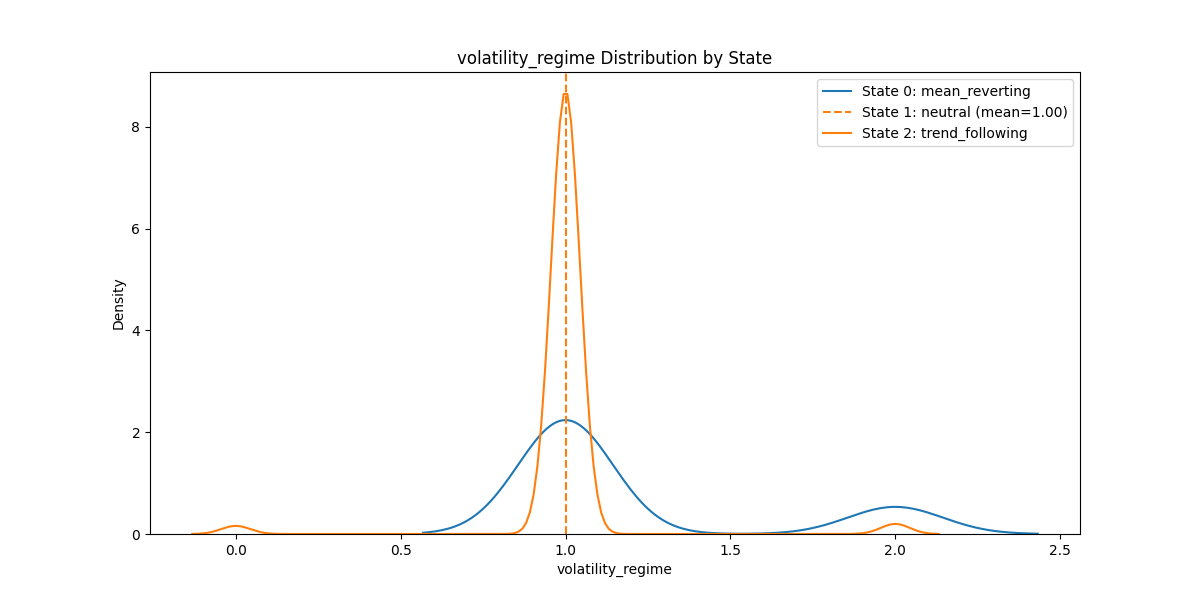 volatility_regime Distribution by State
State 0: mean_reverting
State 1: neutral (mean=1.00)
State 2: trend_following
Density
8
6
4
2
0
0.0 0.5 1.0 1.5 2.0 2.5
volatility_regime